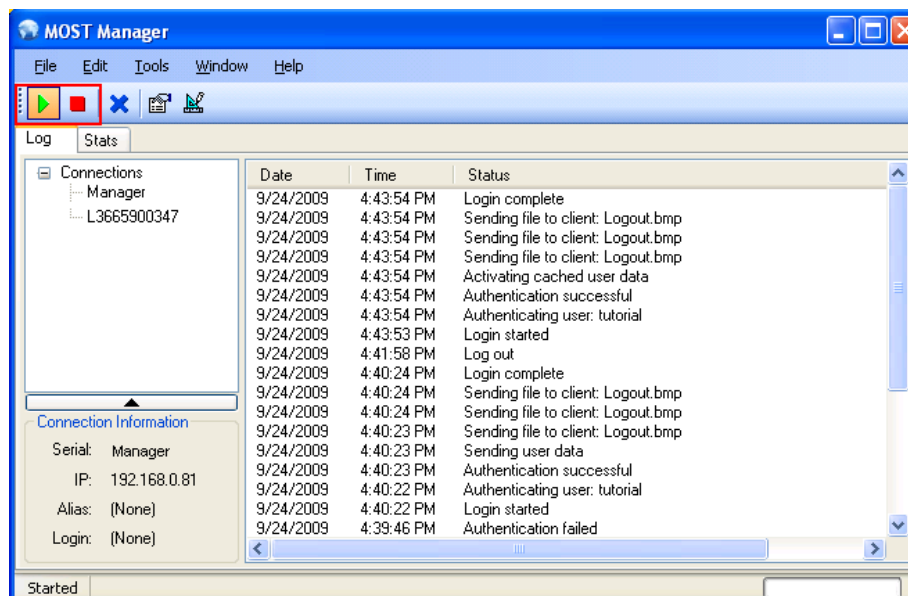 MOST Manager
File Edit Tools Window Help
Log Stats
Connections
Manager
L3665900347
Date Time Status
9/24/2009 4:43:54 PM Login complete
9/24/2009 4:43:54 PM Sending file to client: Logout.bmp
9/24/2009 4:43:54 PM Sending file to client: Logout.bmp
9/24/2009 4:43:54 PM Sending file to client: Logout.bmp
9/24/2009 4:43:54 PM Activating cached user data
9/24/2009 4:43:54 PM Authentication successful
9/24/2009 4:43:54 PM Authenticating user: tutorial
9/24/2009 4:43:53 PM Login started
9/24/2009 4:41:58 PM Log out
9/24/2009 4:40:24 PM Login complete
9/24/2009 4:40:24 PM Sending file to client: Logout.bmp
9/24/2009 4:40:24 PM Sending file to client: Logout.bmp
9/24/2009 4:40:23 PM Sending file to client: Logout.bmp
9/24/2009 4:40:23 PM Sending user data
9/24/2009 4:40:23 PM Authentication successful
9/24/2009 4:40:22 PM Authenticating user: tutorial
9/24/2009 4:40:22 PM Login started
9/24/2009 4:39:46 PM Authentication failed
Connection Information
Serial: Manager
IP: 192.168.0.81
Alias: (None)
Login: (None)
Started